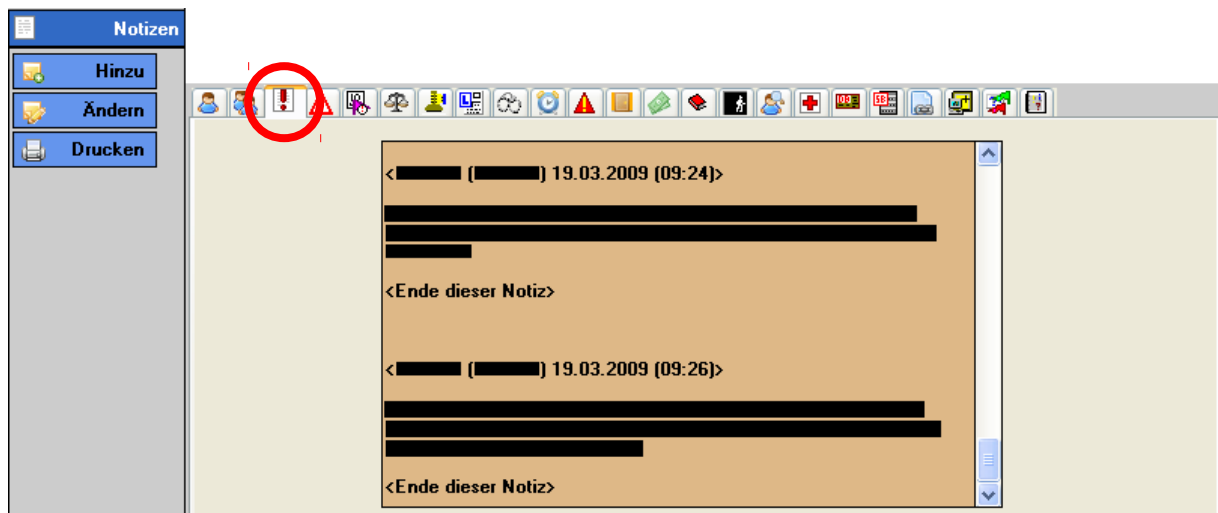 Notizen
Hinzu
Ändern
Drucken
< ( ) 19.03.2009 (09:24)>
<Ende dieser Notiz>
< ( ) 19.03.2009 (09:26)>
<Ende dieser Notiz>